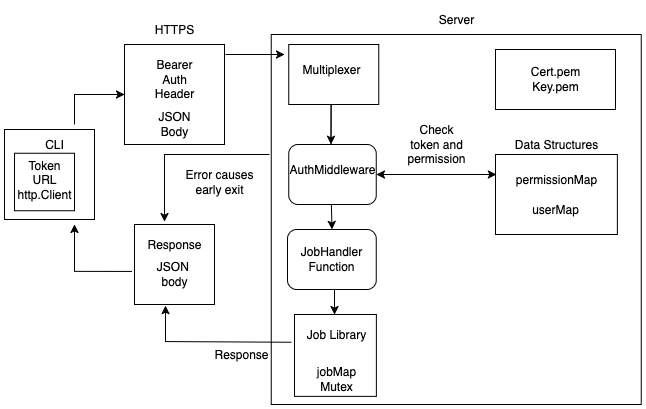 Server
HTTPS
Bearer
Auth
Header
JSON
Body
Multiplexer
Cert.pem
Key.pem
CLI
Token
URL
http.Client
Check
token and
permission
Data Structures
AuthMiddleware
permissionMap
userMap
Error causes
early exit
Response
JSON
body
JobHandler
Function
Job Library
jobMap
Mutex
Response